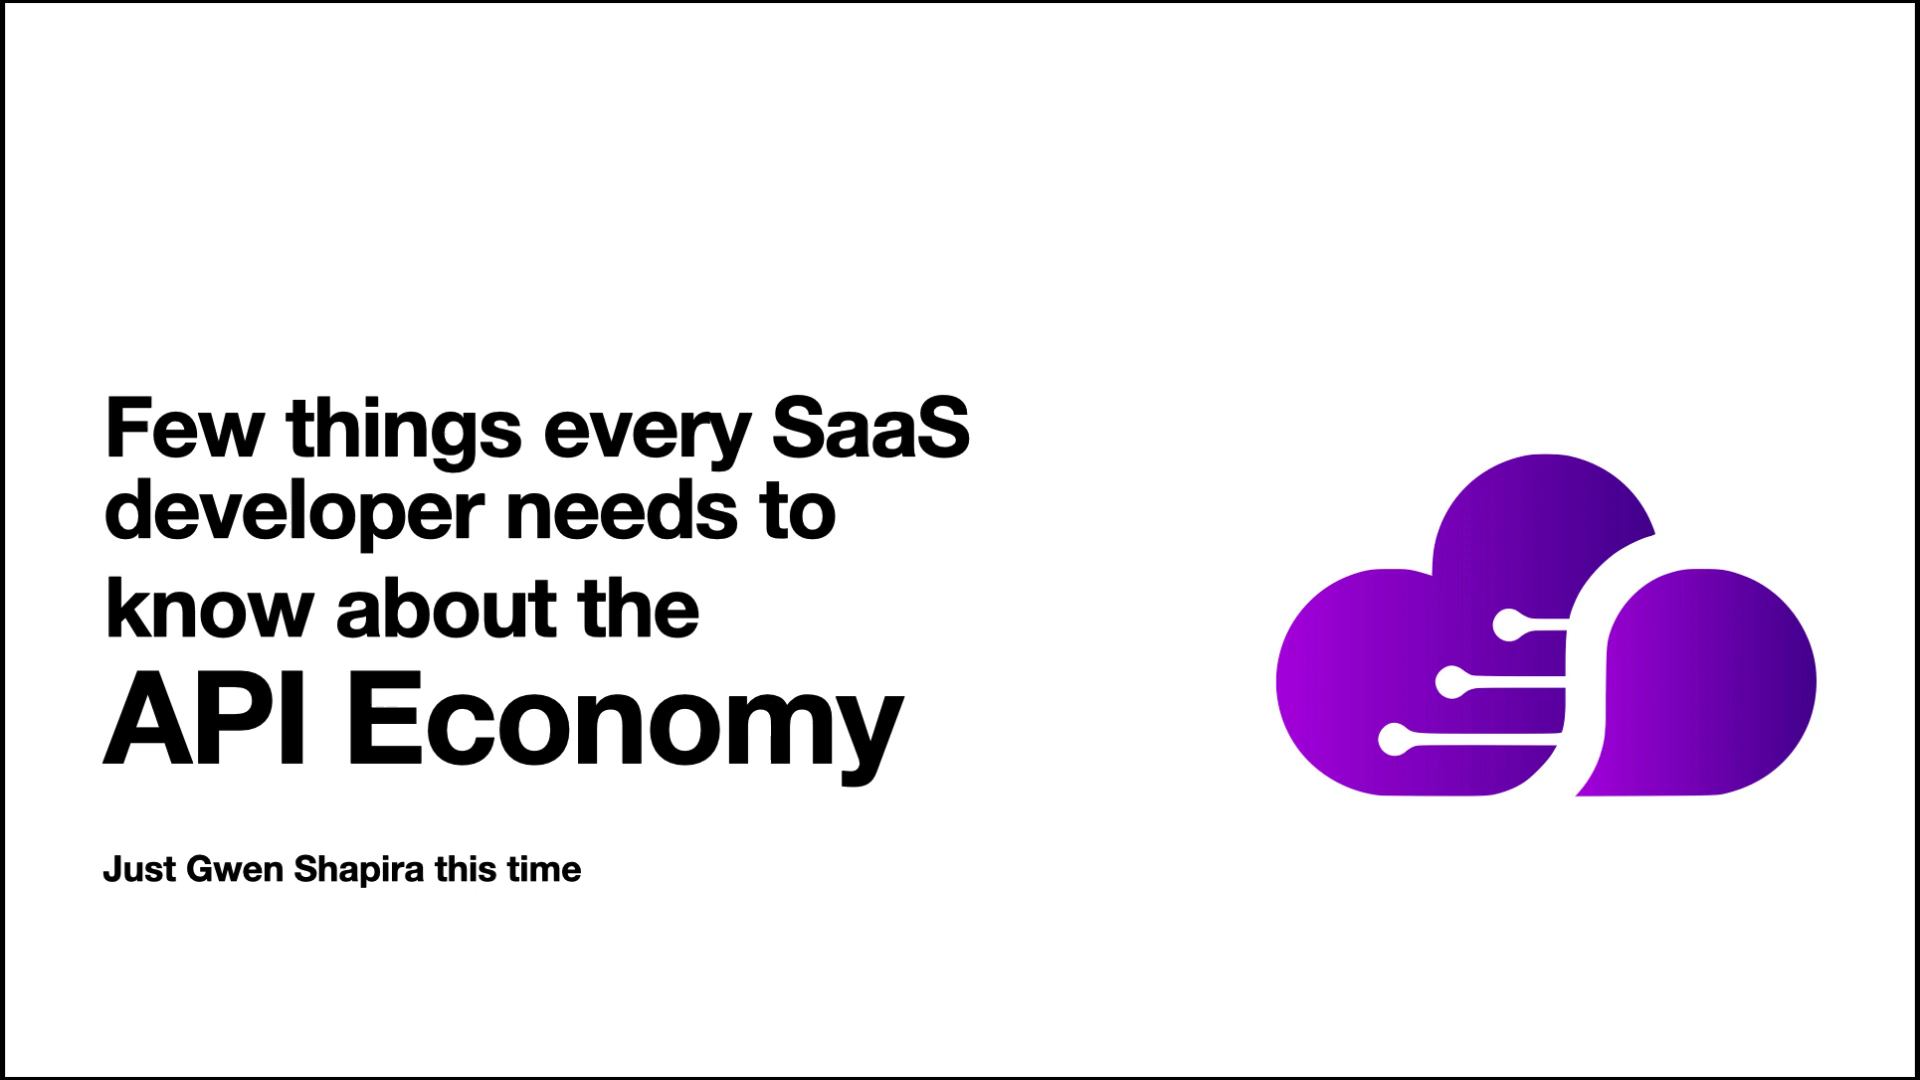 Few things every SaaS
developer needs to
know about the
API Economy
Just Gwen Shapira this time